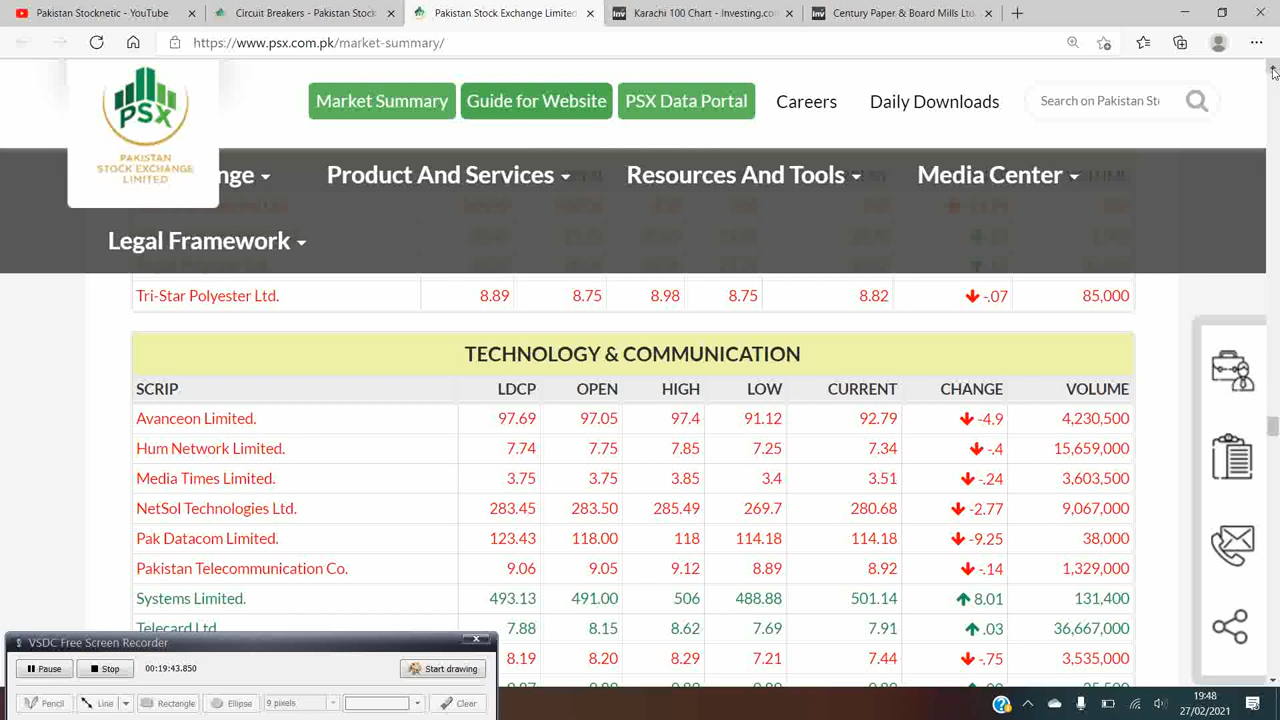 Pakistan Stocknetic - YouTube
Circuit Breakers - Pakistan Stock
Pakistan Stock Exchange Limited
Karachi 100 Chart - Investing.com
Century Paper & Board Mills Ltd.
https://www.psx.com.pk/market-summary/
PSX
PAKISTAN
STOCK EXCHANGE
LIMITED
Market Summary
Guide for Website
PSX Data Portal
Careers
Daily Downloads
Search on Pakistan Sto
nge
Product And Services
Resources And Tools
Media Center
Legal Framework
Tri-Star Polyester Ltd. 8.89 8.75 8.98 8.75 8.82 -.07 85,000
TECHNOLOGY & COMMUNICATION
SCRIP LDCP OPEN HIGH LOW CURRENT CHANGE VOLUME
Avanceon Limited. 97.69 97.05 97.4 91.12 92.79 -4.9 4,230,500
Hum Network Limited. 7.74 7.75 7.85 7.25 7.34 -.4 15,659,000
Media Times Limited. 3.75 3.75 3.85 3.4 3.51 -.24 3,603,500
NetSol Technologies Ltd. 283.45 283.50 285.49 269.7 280.68 -2.77 9,067,000
Pak Datacom Limited. 123.43 118.00 118 114.18 114.18 -9.25 38,000
Pakistan Telecommunication Co. 9.06 9.05 9.12 8.89 8.92 -.14 1,329,000
Systems Limited. 493.13 491.00 506 488.88 501.14 8.01 131,400
Telecard Ltd 7.88 8.15 8.62 7.69 7.91 .03 36,667,000
8.19 8.20 8.29 7.21 7.44 -.75 3,535,000
VSDC Free Screen Recorder
Pause Stop 00:19:43.850 Start drawing
Pencil Line Rectangle Ellipse 9 pixels Clear
19:48
27/02/2021